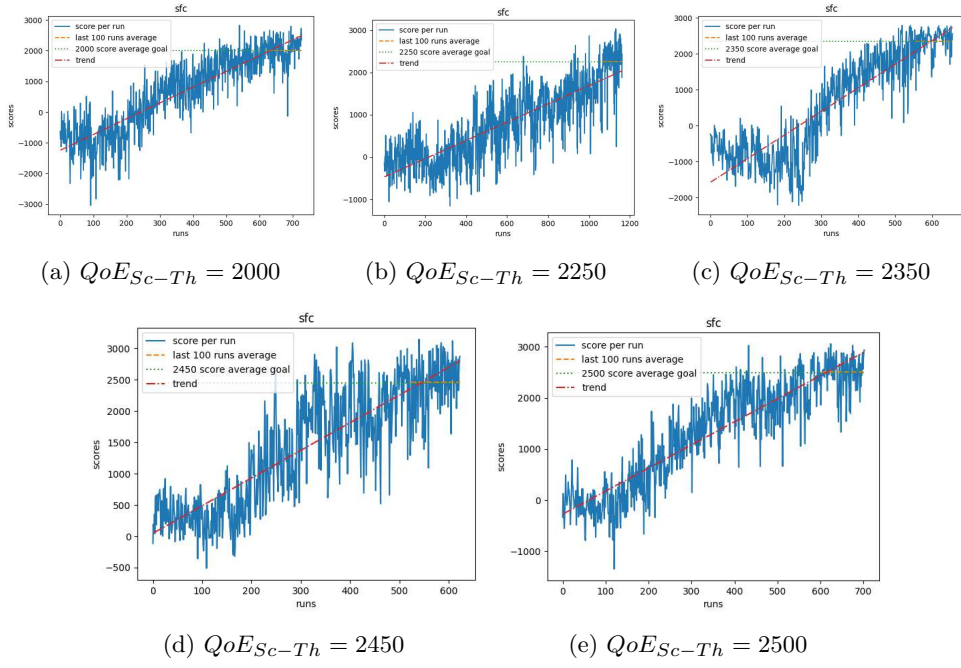 sfc
score per run
last 100 runs average
2000 score average goal
trend
3000
2000
1000
0
−1000
−2000
−3000
scores
0 100 200 300 400 500 600 700
runs
(a) QoE_{Sc−Th} = 2000
sfc
score per run
last 100 runs average
2250 score average goal
trend
3000
2000
1000
0
−1000
scores
0 200 400 600 800 1000 1200
runs
(b) QoE_{Sc−Th} = 2250
sfc
score per run
last 100 runs average
2350 score average goal
trend
3000
2000
1000
0
−1000
−2000
scores
0 100 200 300 400 500 600
runs
(c) QoE_{Sc−Th} = 2350
sfc
score per run
last 100 runs average
2450 score average goal
trend
3000
2500
2000
1500
1000
500
0
−500
scores
0 100 200 300 400 500 600
runs
(d) QoE_{Sc−Th} = 2450
sfc
score per run
last 100 runs average
2500 score average goal
trend
3000
2000
1000
0
−1000
scores
0 100 200 300 400 500 600 700
runs
(e) QoE_{Sc−Th} = 2500